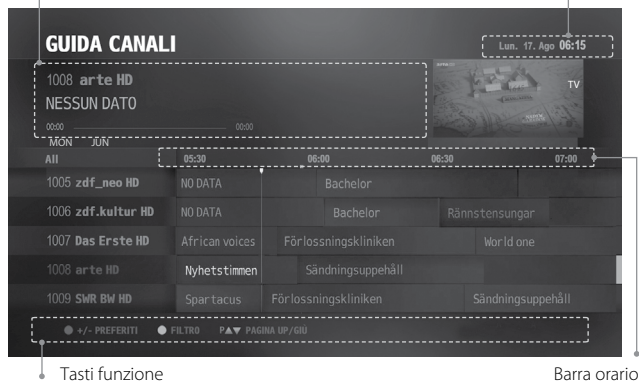 GUIDA CANALI
Lun. 17. Ago 06:15
1008 arte HD
NESSUN DATO
TV
00:00 00:00
MON JUN
All 05:30 06:00 06:30 07:00
1005 zdf_neo HD NO DATA Bachelor
1006 zdf.kultur HD NO DATA Bachelor Rännstensungar
1007 Das Erste HD African voices Förlossningskliniken World one
1008 arte HD Nyhetstimmen Sändningsuppehåll
1009 SWR BW HD Spartacus Förlossningskliniken Sändningsuppehåll
+/- PREFERITI FILTRO P▲▼ PAGINA UP/GIÙ
Tasti funzione Barra orario